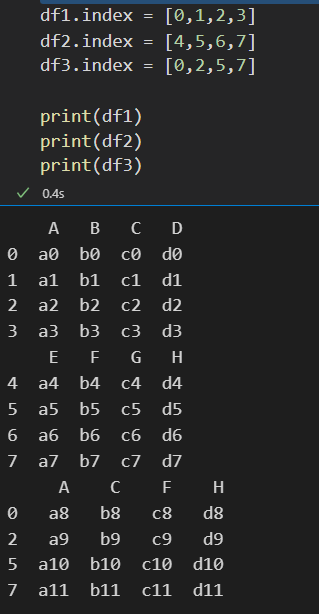 df1.index = [0,1,2,3]
df2.index = [4,5,6,7]
df3.index = [0,2,5,7]
print(df1)
print(df2)
print(df3)
0.4s
A B C D
0 a0 b0 c0 d0
1 a1 b1 c1 d1
2 a2 b2 c2 d2
3 a3 b3 c3 d3
E F G H
4 a4 b4 c4 d4
5 a5 b5 c5 d5
6 a6 b6 c6 d6
7 a7 b7 c7 d7
A C F H
0 a8 b8 c8 d8
2 a9 b9 c9 d9
5 a10 b10 c10 d10
7 a11 b11 c11 d11